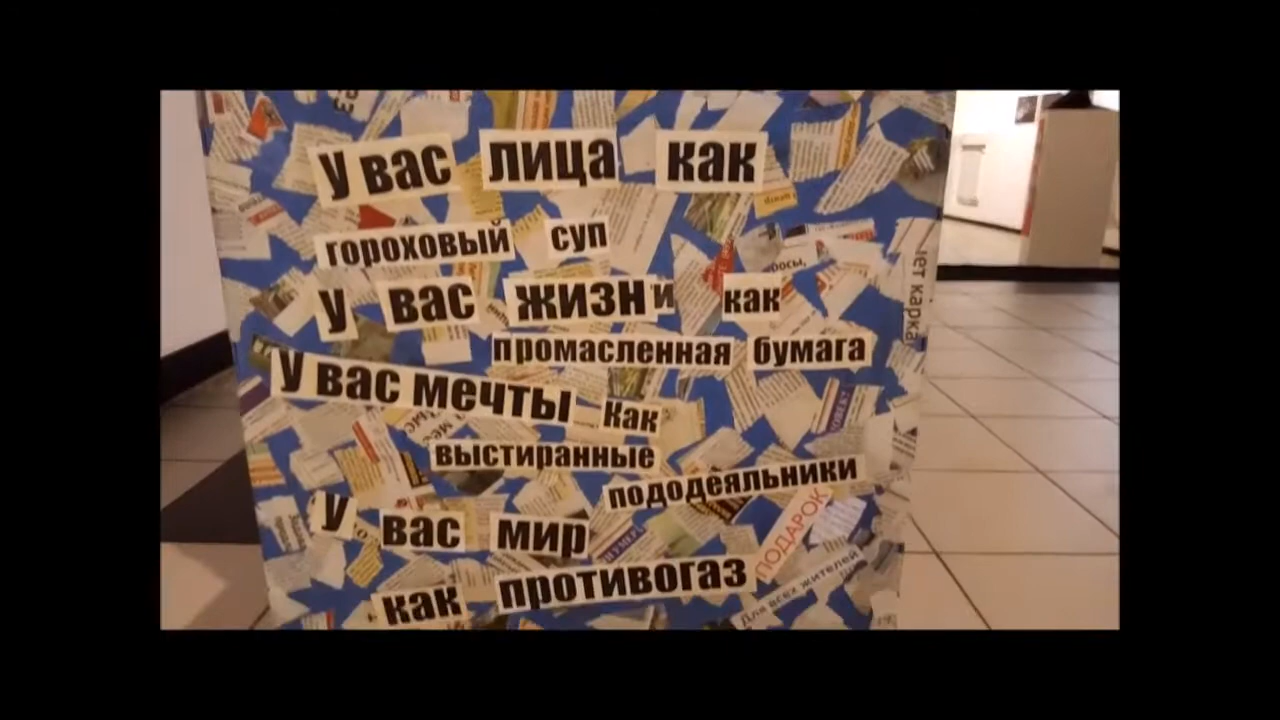 У вас лица как
гороховый суп
У вас жизни как
промасленная бумага
У вас мечты как
выстиранные
пододеяльники
У вас мир
как противогаз
ПОДАРОК
Для всех жителей